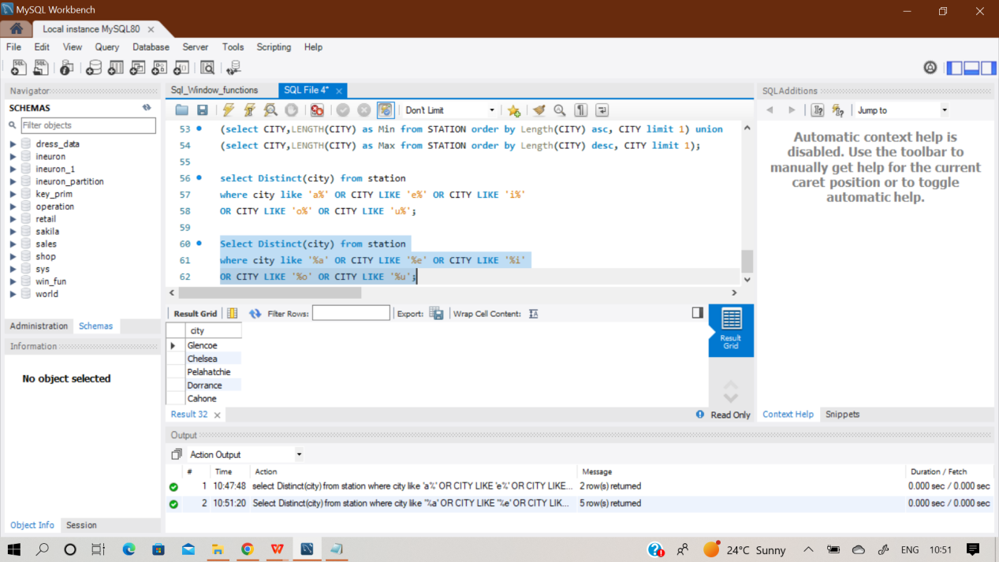 MySQL Workbench
Local instance MySQL80
File Edit View Query Database Server Tools Scripting Help
Navigator
SCHEMAS
Filter objects
dress_data
ineuron
ineuron_1
ineuron_partition
key_prim
operation
retail
sakila
sales
shop
sys
win_fun
world
Administration Schemas
Information
No object selected
Object Info Session
Sql_Window_functions SQL File 4*
Don't Limit
53 (select CITY,LENGTH(CITY) as Min from STATION order by Length(CITY) asc, CITY limit 1) union
54 (select CITY,LENGTH(CITY) as Max from STATION order by Length(CITY) desc, CITY limit 1);
55
56 select Distinct(city) from station
57 where city like 'a%' OR CITY LIKE 'e%' OR CITY LIKE 'i%'
58 OR CITY LIKE 'o%' OR CITY LIKE 'u%';
59
60 Select Distinct(city) from station
61 where city like '%a' OR CITY LIKE '%e' OR CITY LIKE '%i'
62 OR CITY LIKE '%o' OR CITY LIKE '%u';
Result Grid Filter Rows: Export: Wrap Cell Content:
city
Glencoe
Chelsea
Pelahatchie
Dorrance
Cahone
Result Grid
Result 32 Read Only
SQLAdditions
Jump to
Automatic context help is
disabled. Use the toolbar to
manually get help for the current
caret position or to toggle
automatic help.
Context Help Snippets
Output
Action Output
# Time Action Message Duration / Fetch
1 10:47:48 select Distinct(city) from station where city like 'a%' OR CITY LIKE 'e%' OR CITY LIKE... 2 row(s) returned 0.000 sec / 0.000 sec
2 10:51:20 Select Distinct(city) from station where city like '%a' OR CITY LIKE '%e' OR CITY LIK... 5 row(s) returned 0.000 sec / 0.000 sec
24°C Sunny ENG 10:51